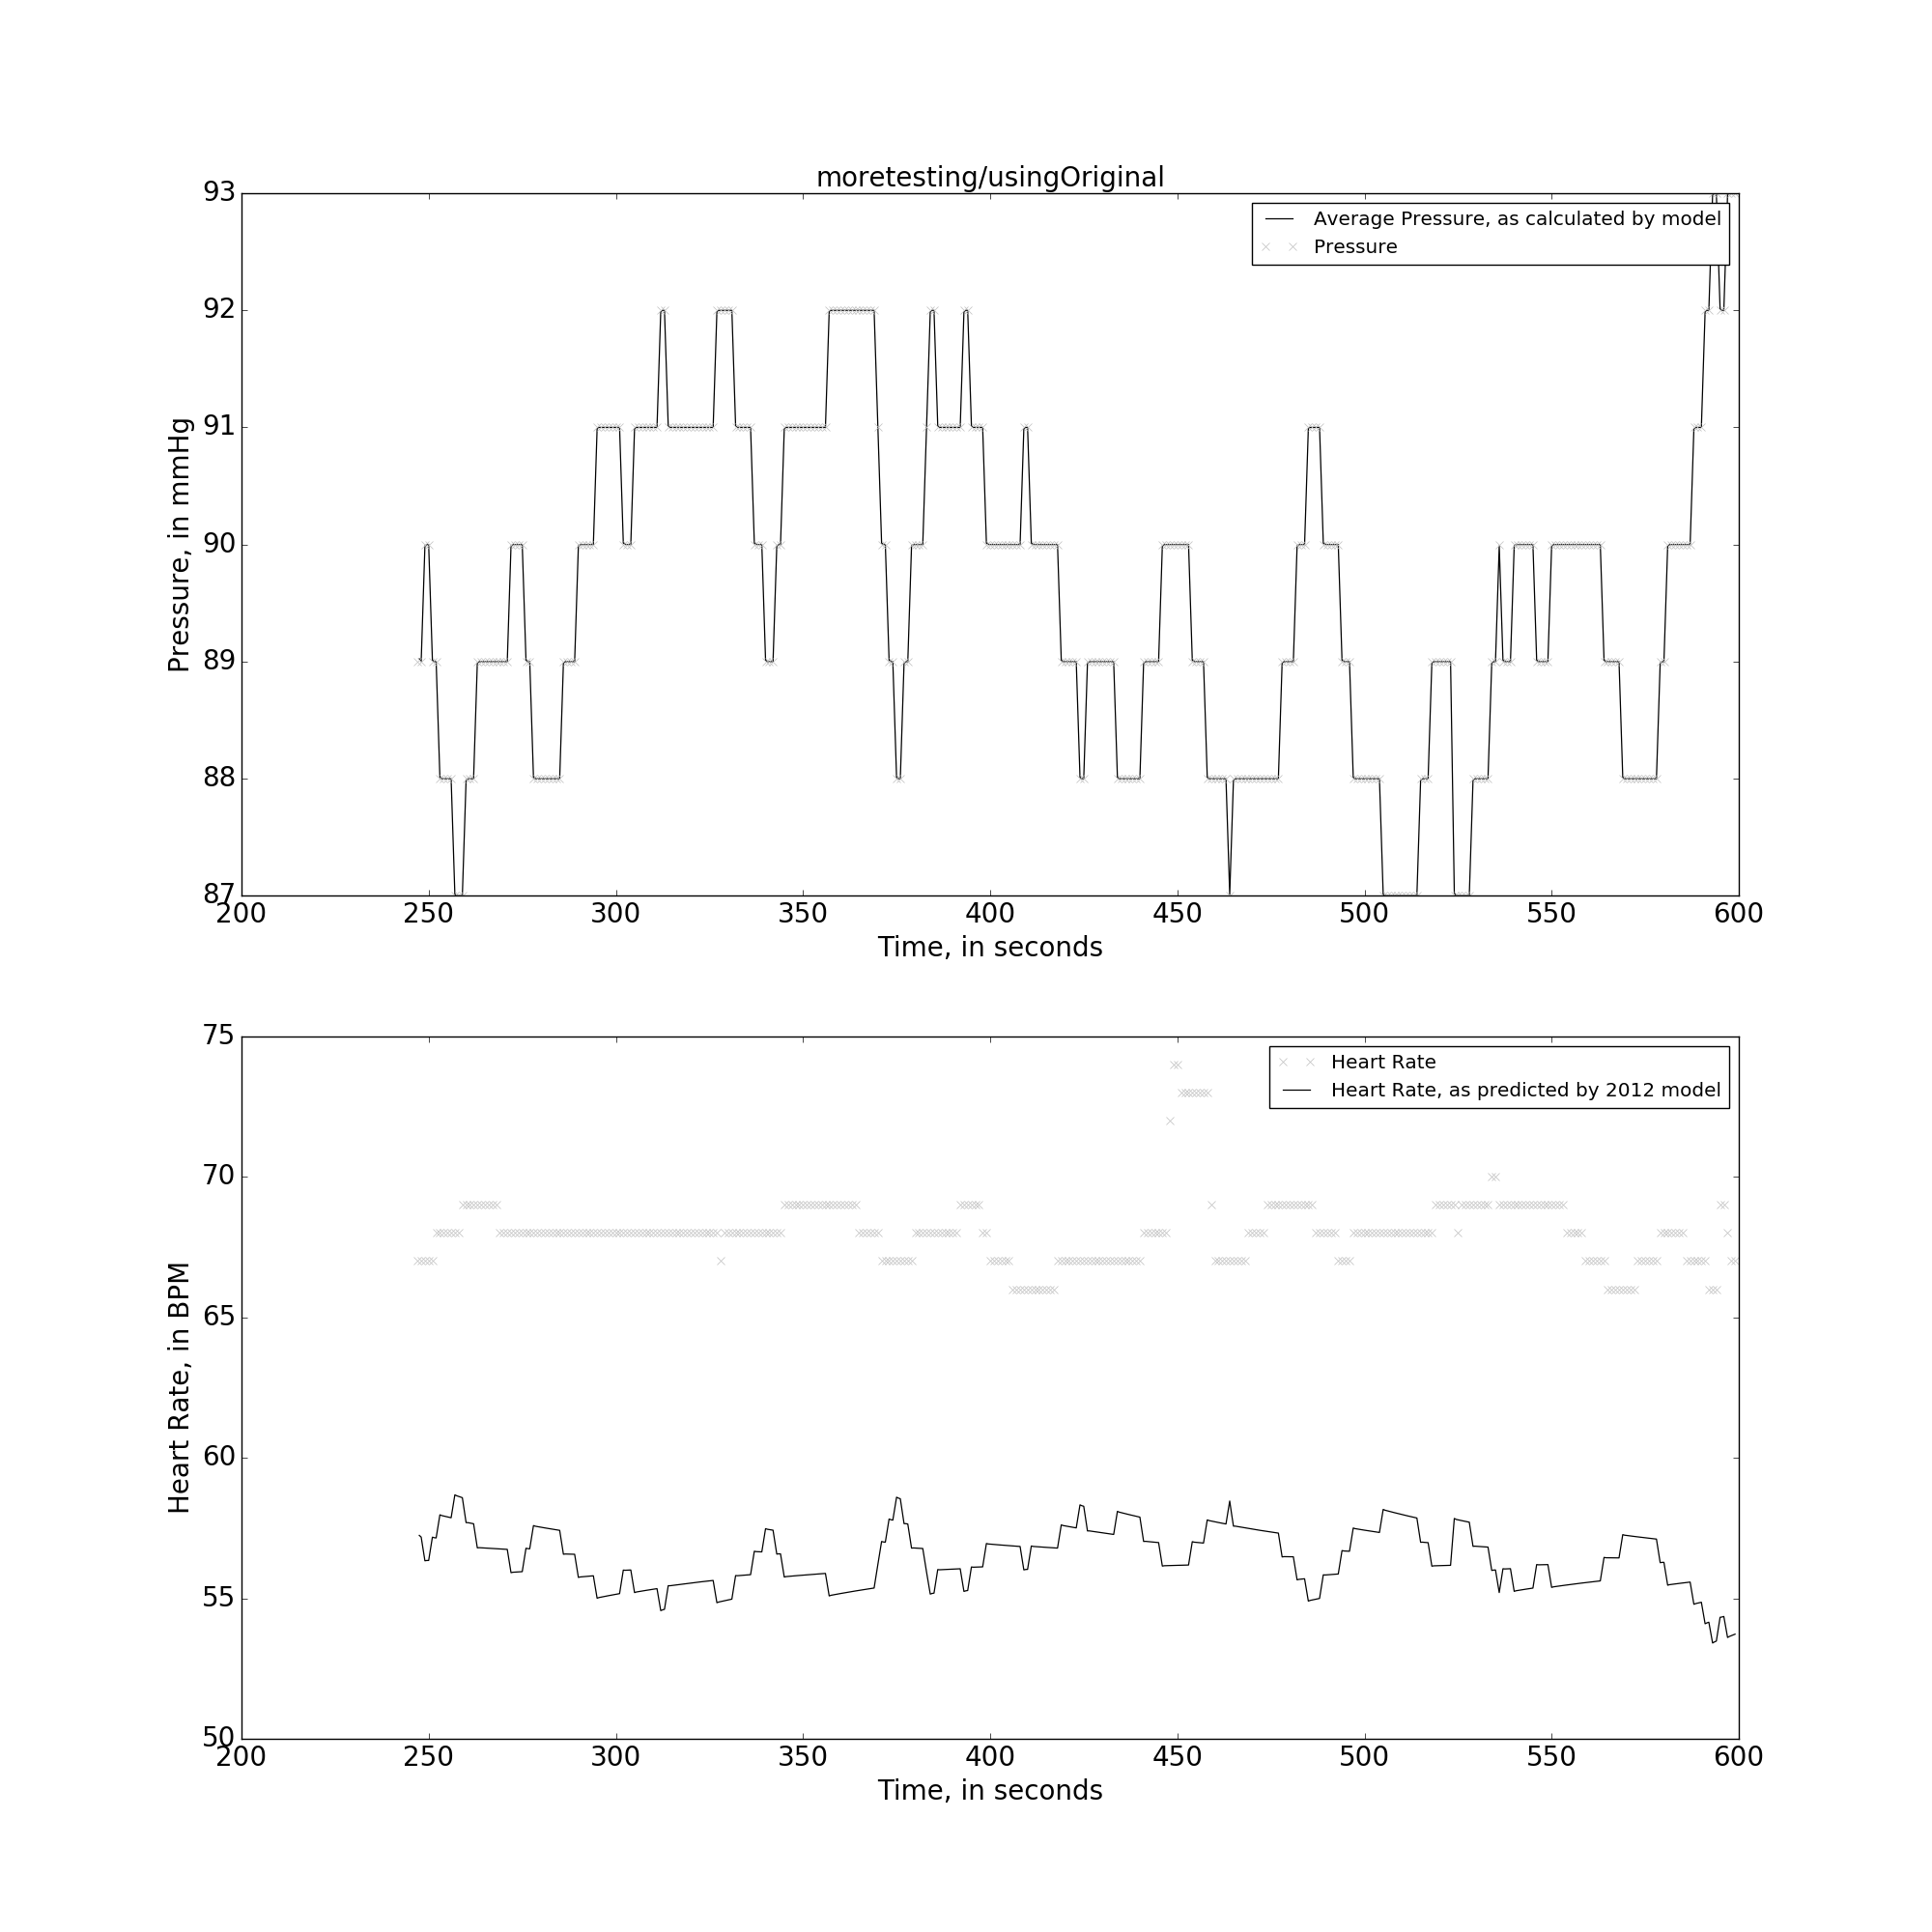 moretesting/usingOriginal
93
92
91
90
89
88
87
Pressure, in mmHg
Average Pressure, as calculated by model
Pressure
200 250 300 350 400 450 500 550 600
Time, in seconds
75
70
65
60
55
50
Heart Rate, in BPM
Heart Rate
Heart Rate, as predicted by 2012 model
200 250 300 350 400 450 500 550 600
Time, in seconds